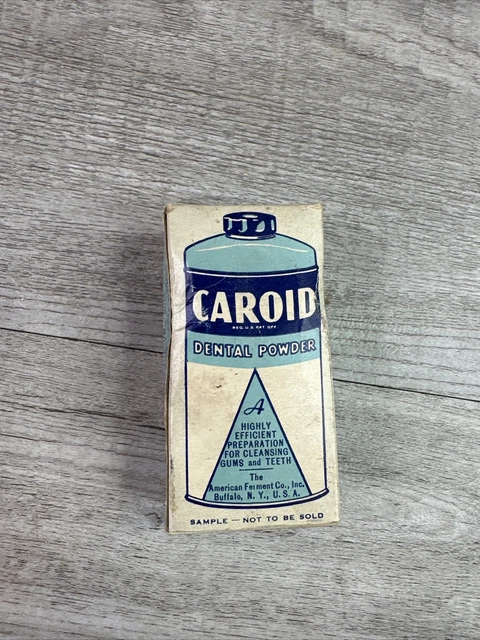 CAROID
REG. U.S. PAT. OFF.
DENTAL POWDER
A
HIGHLY
EFFICIENT
PREPARATION
FOR CLEANSING
GUMS and TEETH
The
American Ferment Co., Inc.
Buffalo, N. Y., U. S. A.
SAMPLE — NOT TO BE SOLD